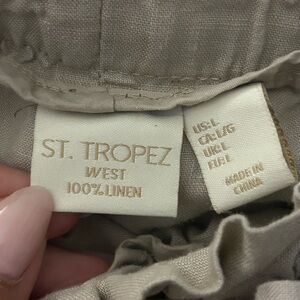 ST. TROPEZ
WEST
100% LINEN
US: L
CA: L/G
UK: L
EU: L
MADE IN
CHINA